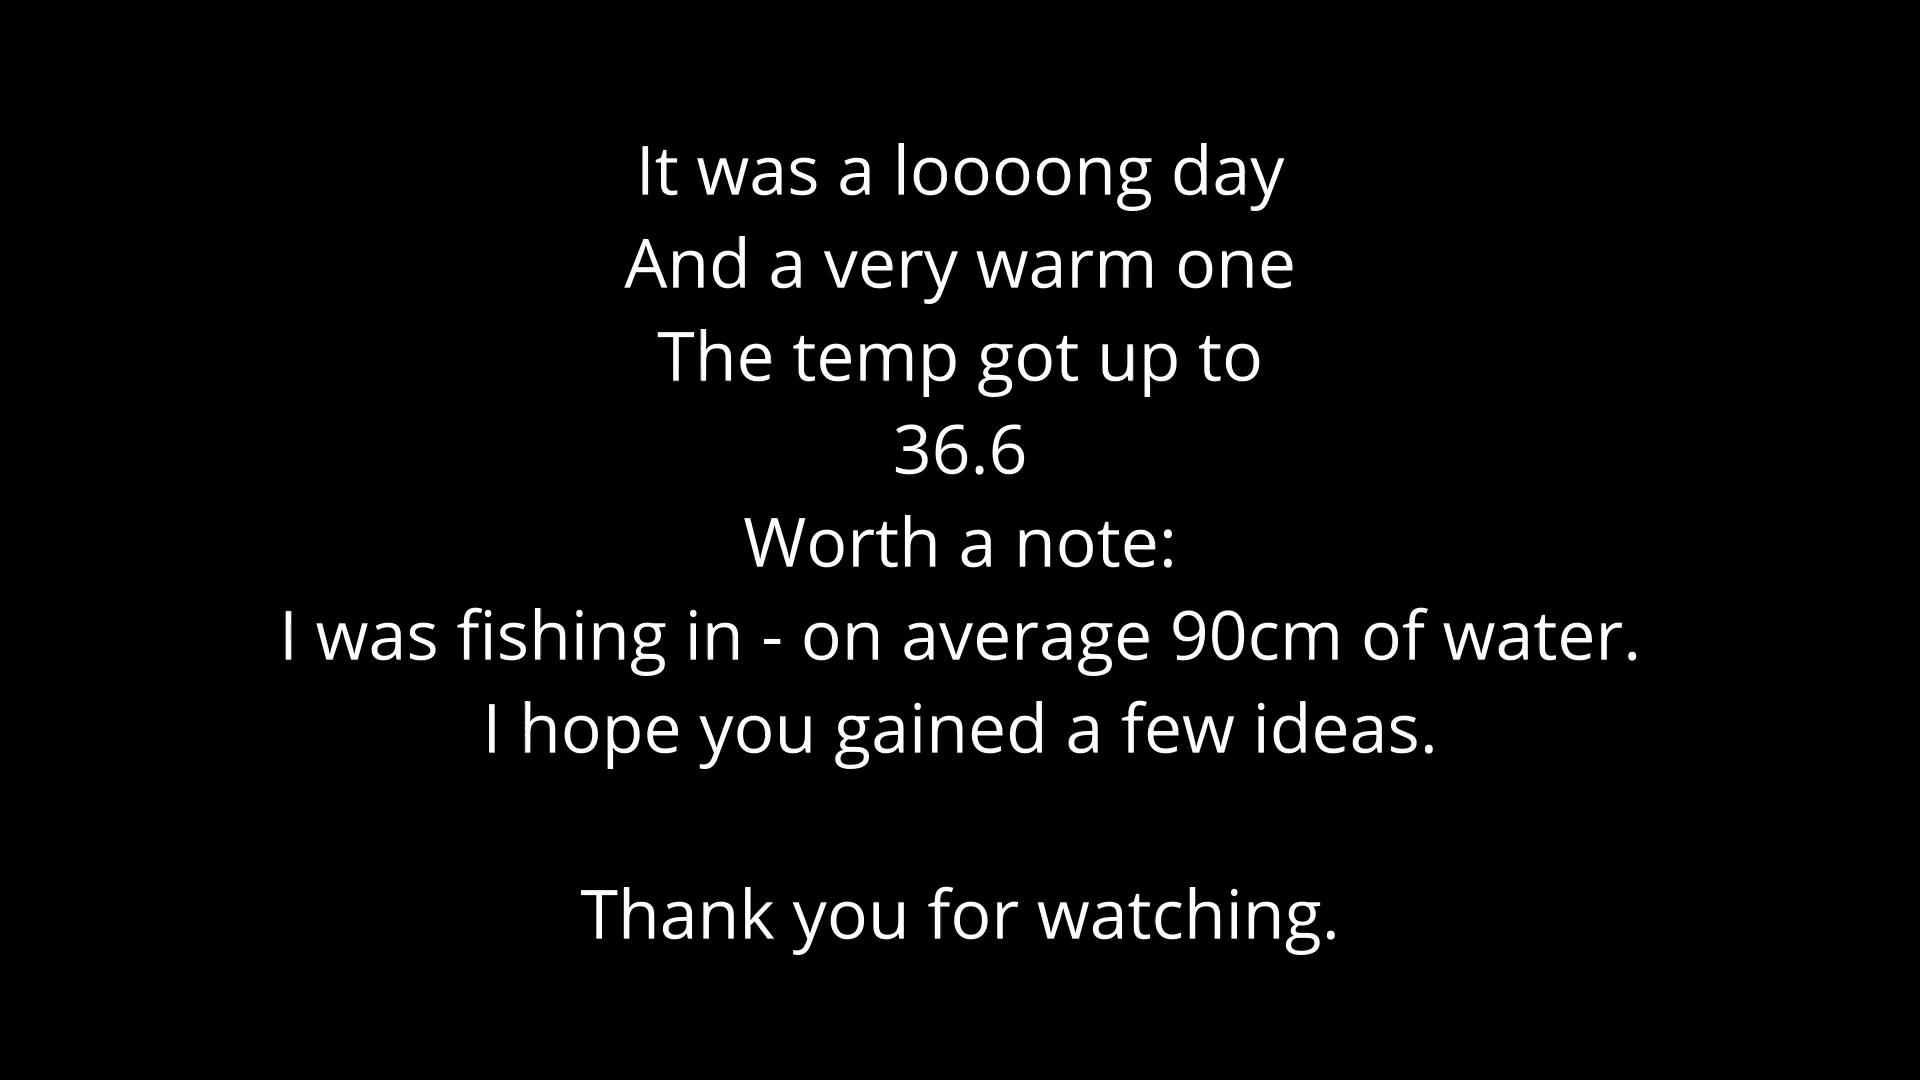 It was a loooong day
And a very warm one
The temp got up to
36.6
Worth a note:
I was fishing in - on average 90cm of water.
I hope you gained a few ideas.
Thank you for watching.